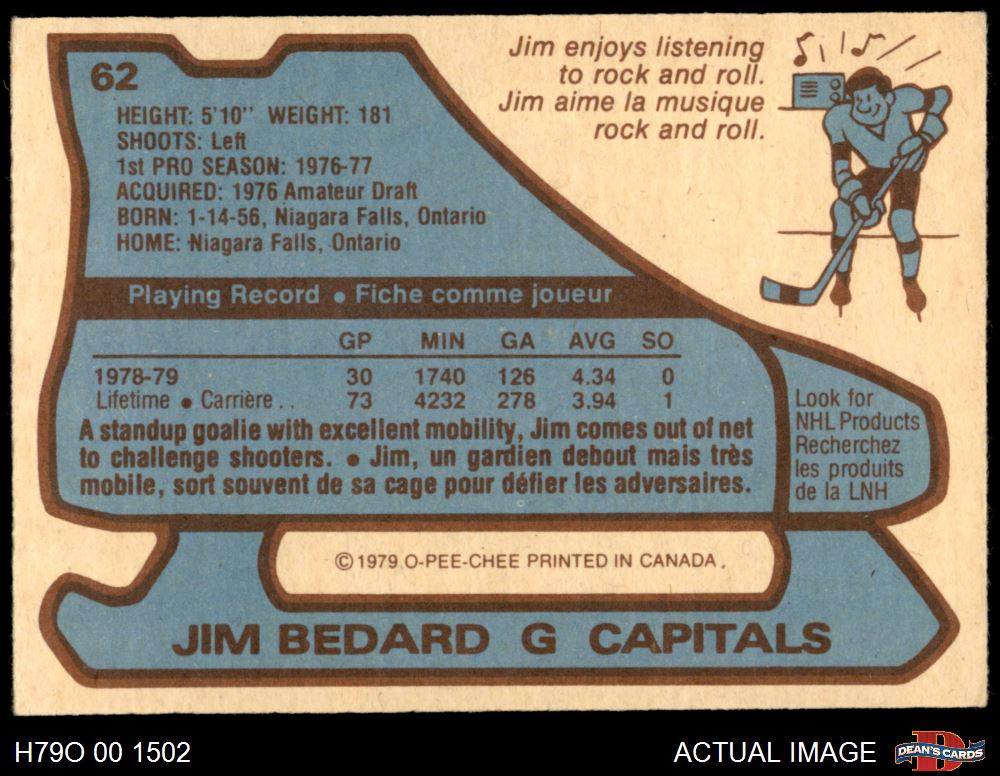 62
HEIGHT: 5'10" WEIGHT: 181
SHOOTS: Left
1st PRO SEASON: 1976-77
ACQUIRED: 1976 Amateur Draft
BORN: 1-14-56, Niagara Falls, Ontario
HOME: Niagara Falls, Ontario
Jim enjoys listening
to rock and roll.
Jim aime la musique
rock and roll.
Playing Record • Fiche comme joueur
GP MIN GA AVG SO
1978-79 30 1740 126 4.34 0
Lifetime • Carrière . . 73 4232 278 3.94 1
A standup goalie with excellent mobility, Jim comes out of net
to challenge shooters. • Jim, un gardien debout mais très
mobile, sort souvent de sa cage pour défier les adversaires.
Look for
NHL Products
Recherchez
les produits
de la LNH
© 1979 O-PEE-CHEE PRINTED IN CANADA.
JIM BEDARD G CAPITALS
H79O 00 1502
ACTUAL IMAGE
D
DEAN'S CARDS